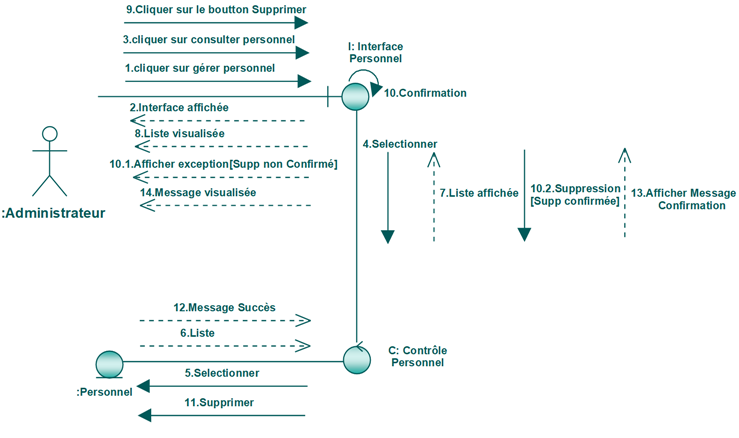 9.Cliquer sur le boutton Supprimer
3.cliquer sur consulter personnel
1.cliquer sur gérer personnel
I: Interface
Personnel
10.Confirmation
2.Interface affichée
8.Liste visualisée
10.1.Afficher exception[Supp non Confirmé]
14.Message visualisée
:Administrateur
4.Selectionner
7.Liste affichée
10.2.Suppression
[Supp confirmée]
13.Afficher Message
Confirmation
12.Message Succès
6.Liste
C: Contrôle
Personnel
:Personnel
5.Selectionner
11.Supprimer